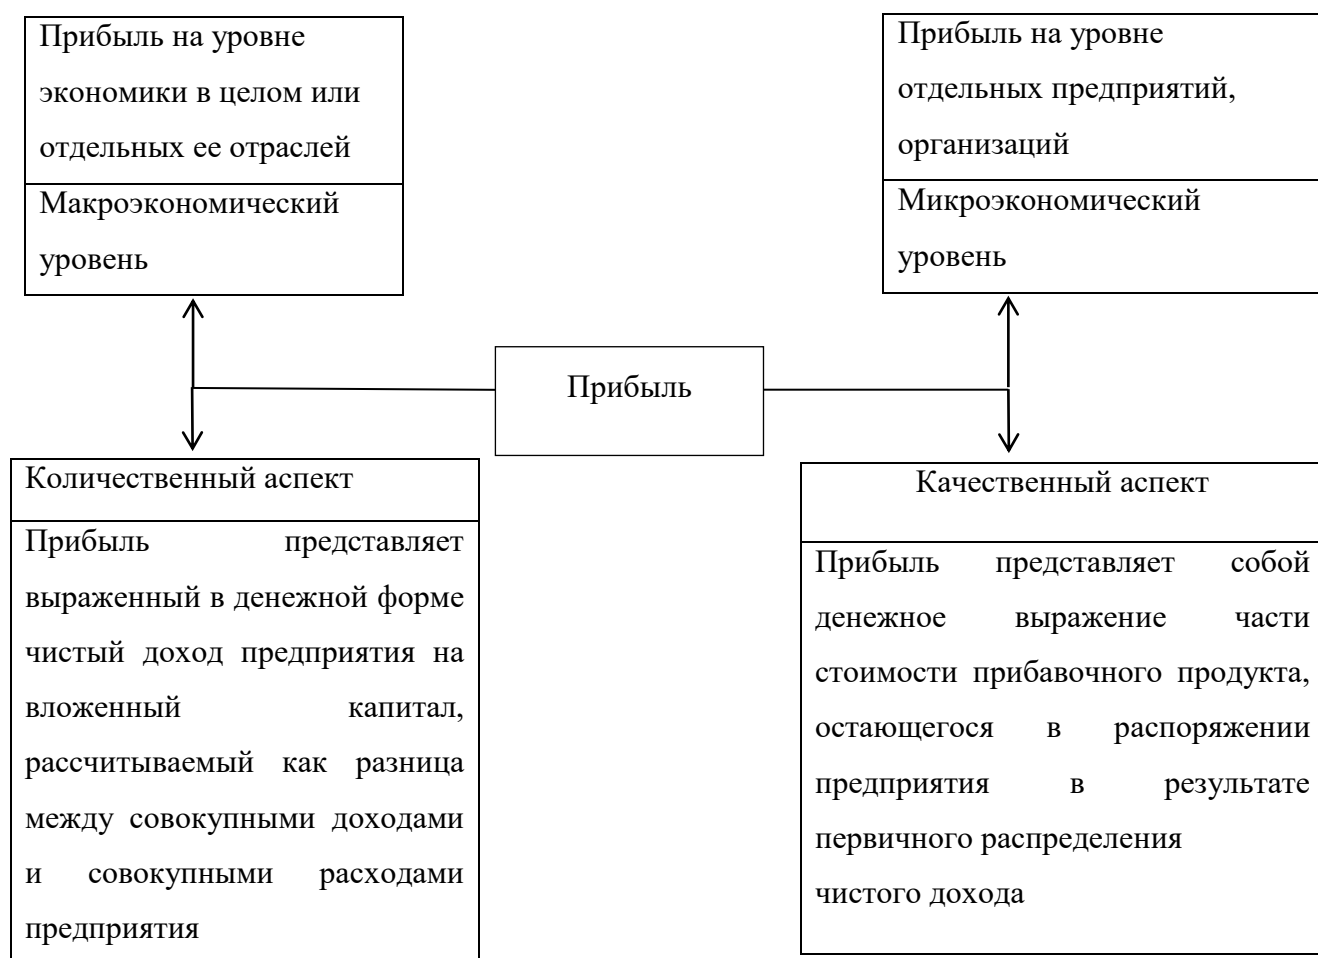 Прибыль на уровне
экономики в целом или
отдельных ее отраслей
Макроэкономический
уровень
Прибыль на уровне
отдельных предприятий,
организаций
Микроэкономический
уровень
Прибыль
Количественный аспект
Прибыль представляет
выраженный в денежной форме
чистый доход предприятия на
вложенный капитал,
рассчитываемый как разница
между совокупными доходами
и совокупными расходами
предприятия
Качественный аспект
Прибыль представляет собой
денежное выражение части
стоимости прибавочного продукта,
остающегося в распоряжении
предприятия в результате
первичного распределения
чистого дохода